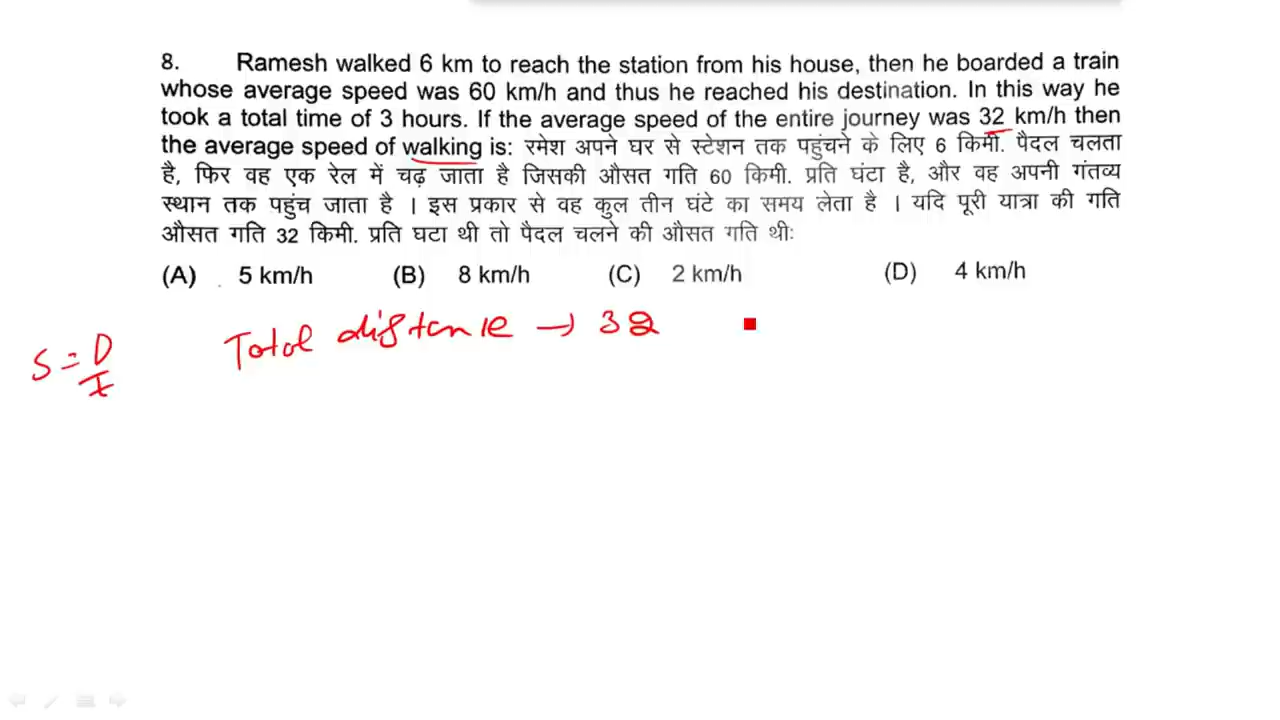 8. Ramesh walked 6 km to reach the station from his house, then he boarded a train
whose average speed was 60 km/h and thus he reached his destination. In this way he
took a total time of 3 hours. If the average speed of the entire journey was 32 km/h then
the average speed of walking is: रमेश अपने घर से स्टेशन तक पहुंचने के लिए 6 किमी. पैदल चलता
है, फिर वह एक रेल में चढ़ जाता है जिसकी औसत गति 60 किमी. प्रति घंटा है, और वह अपनी गंतव्य
स्थान तक पहुंच जाता है । इस प्रकार से वह कुल तीन घंटे का समय लेता है । यदि पूरी यात्रा की गति
औसत गति 32 किमी. प्रति घटा थी तो पैदल चलने की औसत गति थीः
(A) 5 km/h (B) 8 km/h (C) 2 km/h (D) 4 km/h
Total distance → 32
S = D/T